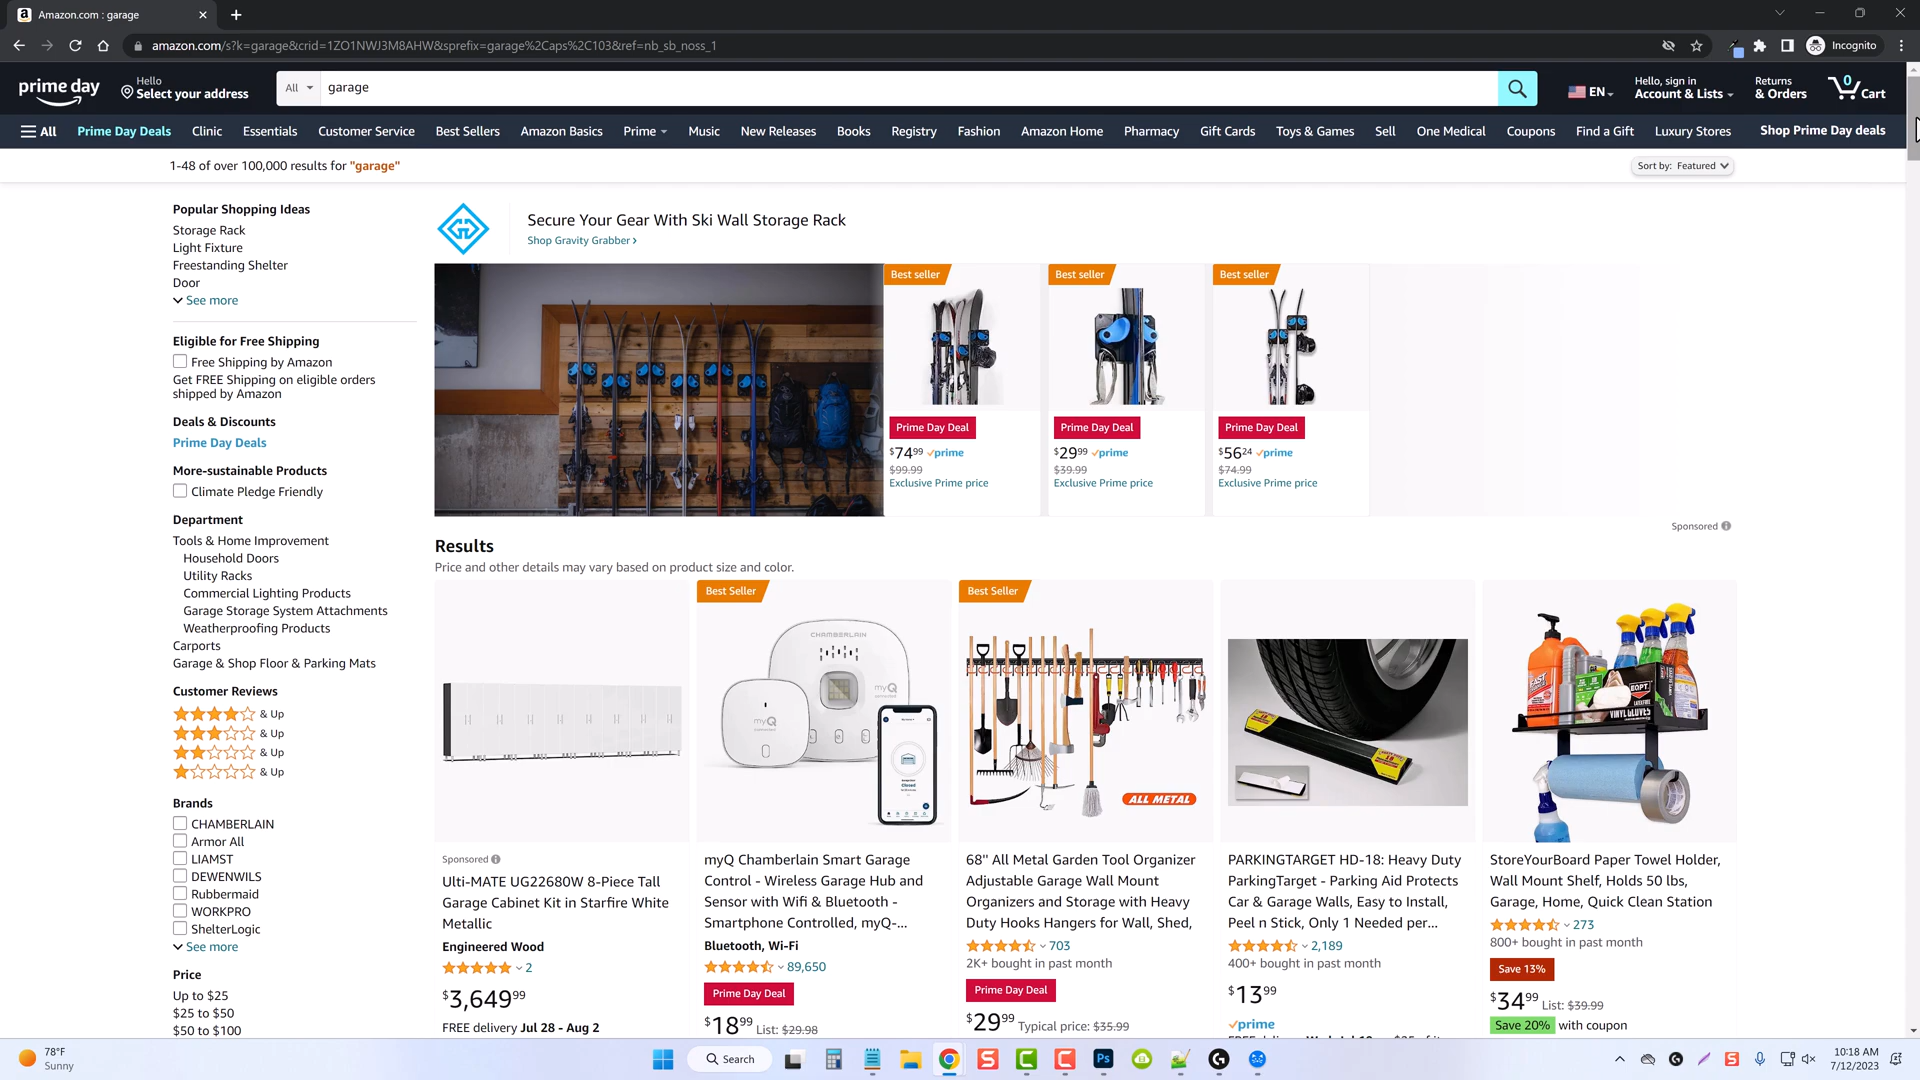 Amazon.com : garage
amazon.com/s?k=garage&crid=1ZO1NWJ3M8AHW&sprefix=garage%2Caps%2C103&ref=nb_sb_noss_1
Incognito
prime day
Hello
Select your address
All
garage
EN
Hello, sign in
Account & Lists
Returns
& Orders
0
Cart
All
Prime Day Deals
Clinic
Essentials
Customer Service
Best Sellers
Amazon Basics
Prime
Music
New Releases
Books
Registry
Fashion
Amazon Home
Pharmacy
Gift Cards
Toys & Games
Sell
One Medical
Coupons
Find a Gift
Luxury Stores
Shop Prime Day deals
1-48 of over 100,000 results for "garage"
Sort by: Featured
Popular Shopping Ideas
Storage Rack
Light Fixture
Freestanding Shelter
Door
See more
Eligible for Free Shipping
Free Shipping by Amazon
Get FREE Shipping on eligible orders
shipped by Amazon
Deals & Discounts
Prime Day Deals
More-sustainable Products
Climate Pledge Friendly
Department
Tools & Home Improvement
Household Doors
Utility Racks
Commercial Lighting Products
Garage Storage System Attachments
Weatherproofing Products
Carports
Garage & Shop Floor & Parking Mats
Customer Reviews
& Up
& Up
& Up
& Up
Brands
CHAMBERLAIN
Armor All
LIAMST
DEWENWILS
Rubbermaid
WORKPRO
ShelterLogic
See more
Price
Up to $25
$25 to $50
$50 to $100
Secure Your Gear With Ski Wall Storage Rack
Shop Gravity Grabber ›
Best seller
Prime Day Deal
$74.99 prime
$99.99
Exclusive Prime price
Best seller
Prime Day Deal
$29.99 prime
$39.99
Exclusive Prime price
Best seller
Prime Day Deal
$56.24 prime
$74.99
Exclusive Prime price
Sponsored
Results
Price and other details may vary based on product size and color.
Sponsored
Ulti-MATE UG22680W 8-Piece Tall
Garage Cabinet Kit in Starfire White
Metallic
Engineered Wood
2
$3,649.99
FREE delivery Jul 28 - Aug 2
Best Seller
CHAMBERLAIN
myQ
myQ
Closed
myQ Chamberlain Smart Garage
Control - Wireless Garage Hub and
Sensor with Wifi & Bluetooth -
Smartphone Controlled, myQ-...
Bluetooth, Wi-Fi
89,650
Prime Day Deal
$18.99 List: $29.98
Best Seller
ALL METAL
68'' All Metal Garden Tool Organizer
Adjustable Garage Wall Mount
Organizers and Storage with Heavy
Duty Hooks Hangers for Wall, Shed,
703
2K+ bought in past month
Prime Day Deal
$29.99 Typical price: $35.99
PARKINGTARGET HD-18: Heavy Duty
ParkingTarget - Parking Aid Protects
Car & Garage Walls, Easy to Install,
Peel n Stick, Only 1 Needed per...
2,189
400+ bought in past month
$13.99
prime
FAST
ORANGE
VINYL GLOVES
StoreYourBoard Paper Towel Holder,
Wall Mount Shelf, Holds 50 lbs,
Garage, Home, Quick Clean Station
273
800+ bought in past month
Save 13%
$34.99 List: $39.99
Save 20% with coupon
78°F
Sunny
Search
10:18 AM
7/12/2023